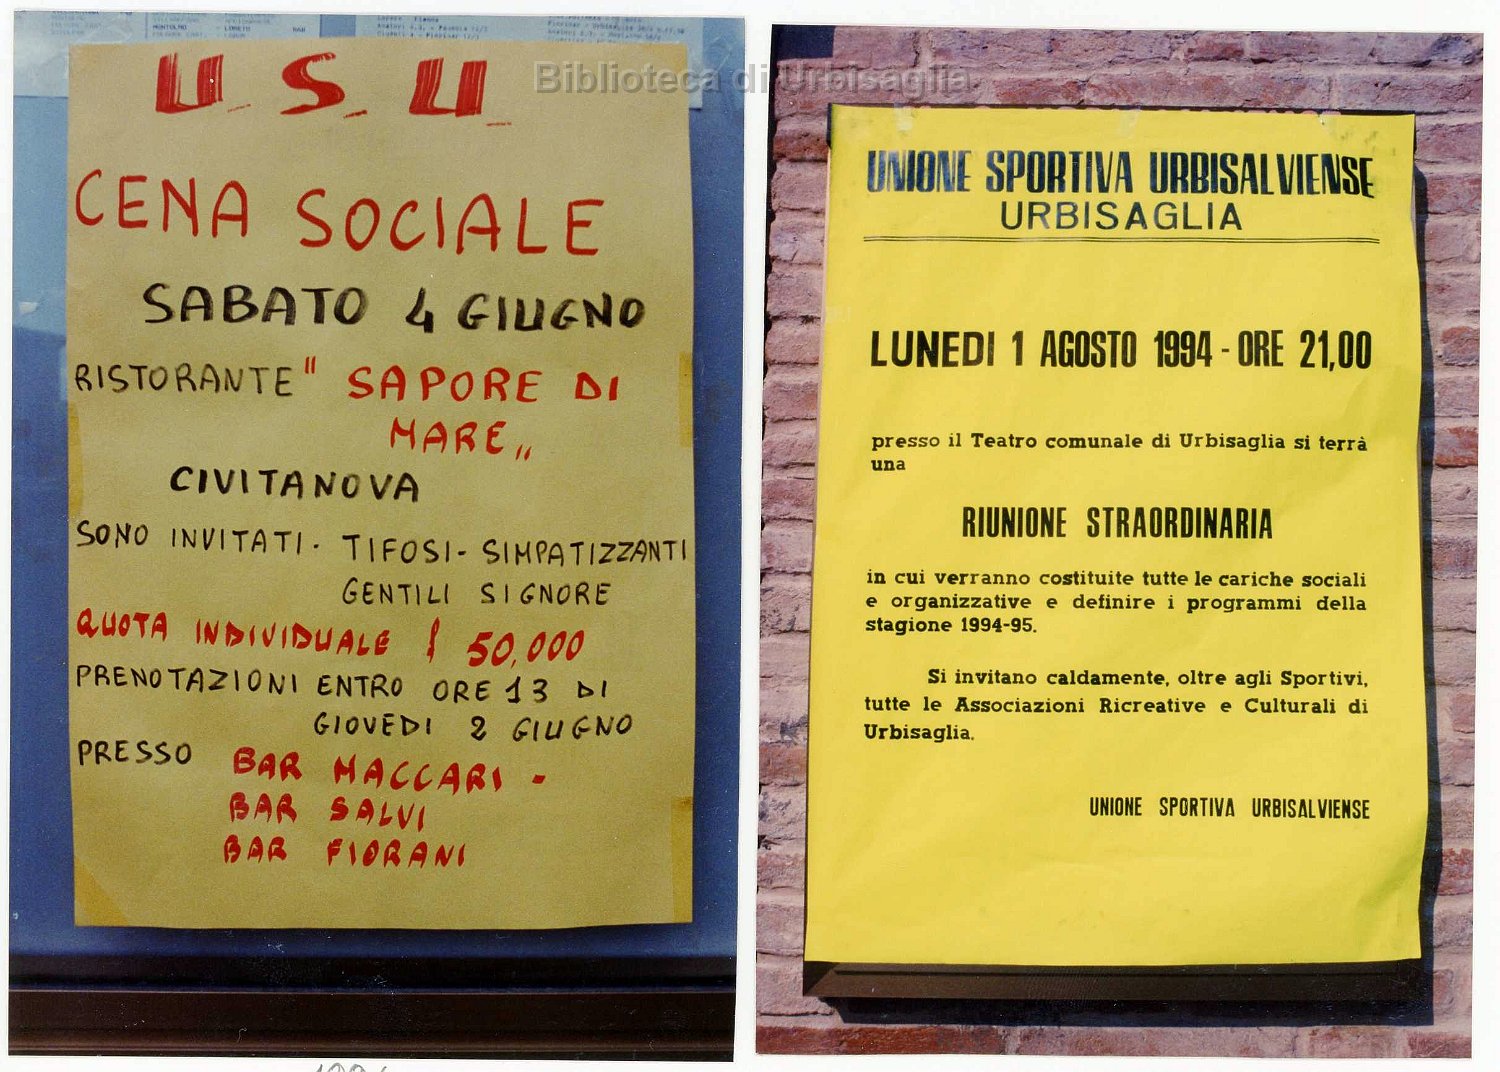 Biblioteca di Urbisaglia
U. S. U.
CENA SOCIALE
SABATO 4 GIUGNO
RISTORANTE " SAPORE DI
MARE „
CIVITANOVA
SONO INVITATI - TIFOSI - SIMPATIZZANTI
GENTILI SIGNORE
QUOTA INDIVIDUALE £ 50.000
PRENOTAZIONI ENTRO ORE 13 DI
GIOVEDI 2 GIUGNO
PRESSO BAR MACCARI -
BAR SALVI
BAR FIORANI
UNIONE SPORTIVA URBISALVIENSE
URBISAGLIA
LUNEDI 1 AGOSTO 1994 - ORE 21,00
presso il Teatro comunale di Urbisaglia si terrà
una
RIUNIONE STRAORDINARIA
in cui verranno costituite tutte le cariche sociali
e organizzative e definire i programmi della
stagione 1994-95.
Si invitano caldamente, oltre agli Sportivi,
tutte le Associazioni Ricreative e Culturali di
Urbisaglia.
UNIONE SPORTIVA URBISALVIENSE